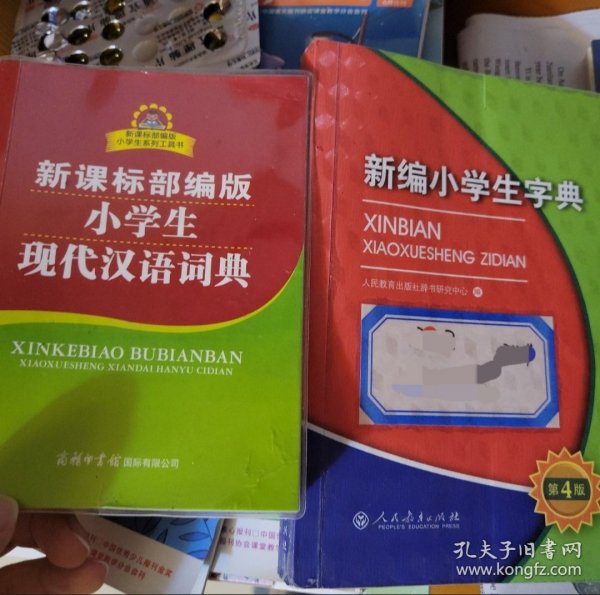 新课标部编版
小学生系列工具书
新课标部编版
小学生
现代汉语词典
XINKEBIAO BUBIANBAN
XIAOXUESHENG XIANDAI HANYU CIDIAN
商務印書館国际有限公司
新编小学生字典
XINBIAN
XIAOXUESHENG ZIDIAN
人民教育出版社辞书研究中心 编
第4版
人民教育出版社
PEOPLE'S EDUCATION PRESS
孔夫子旧书网
www.kongfz.com